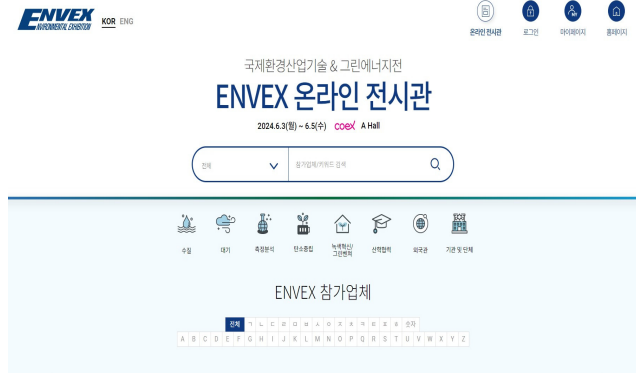 ENVEX
ENVIRONMENTAL EXHIBITION
KOR ENG
온라인 전시관 로그인 마이페이지 홈페이지
국제환경산업기술 & 그린에너지전
ENVEX 온라인 전시관
2024.6.3(월) ~ 6.5(수) coex A Hall
전체 참가업체/키워드 검색
수질 대기 측정분석 탄소중립 녹색혁신/그린벤처 산학협력 외국관 기관 및 단체
ENVEX 참가업체
전체 ㄱ ㄴ ㄷ ㄹ ㅁ ㅂ ㅅ ㅇ ㅈ ㅊ ㅋ ㅌ ㅍ ㅎ 숫자
A B C D E F G H I J K L M N O P Q R S T U V W X Y Z